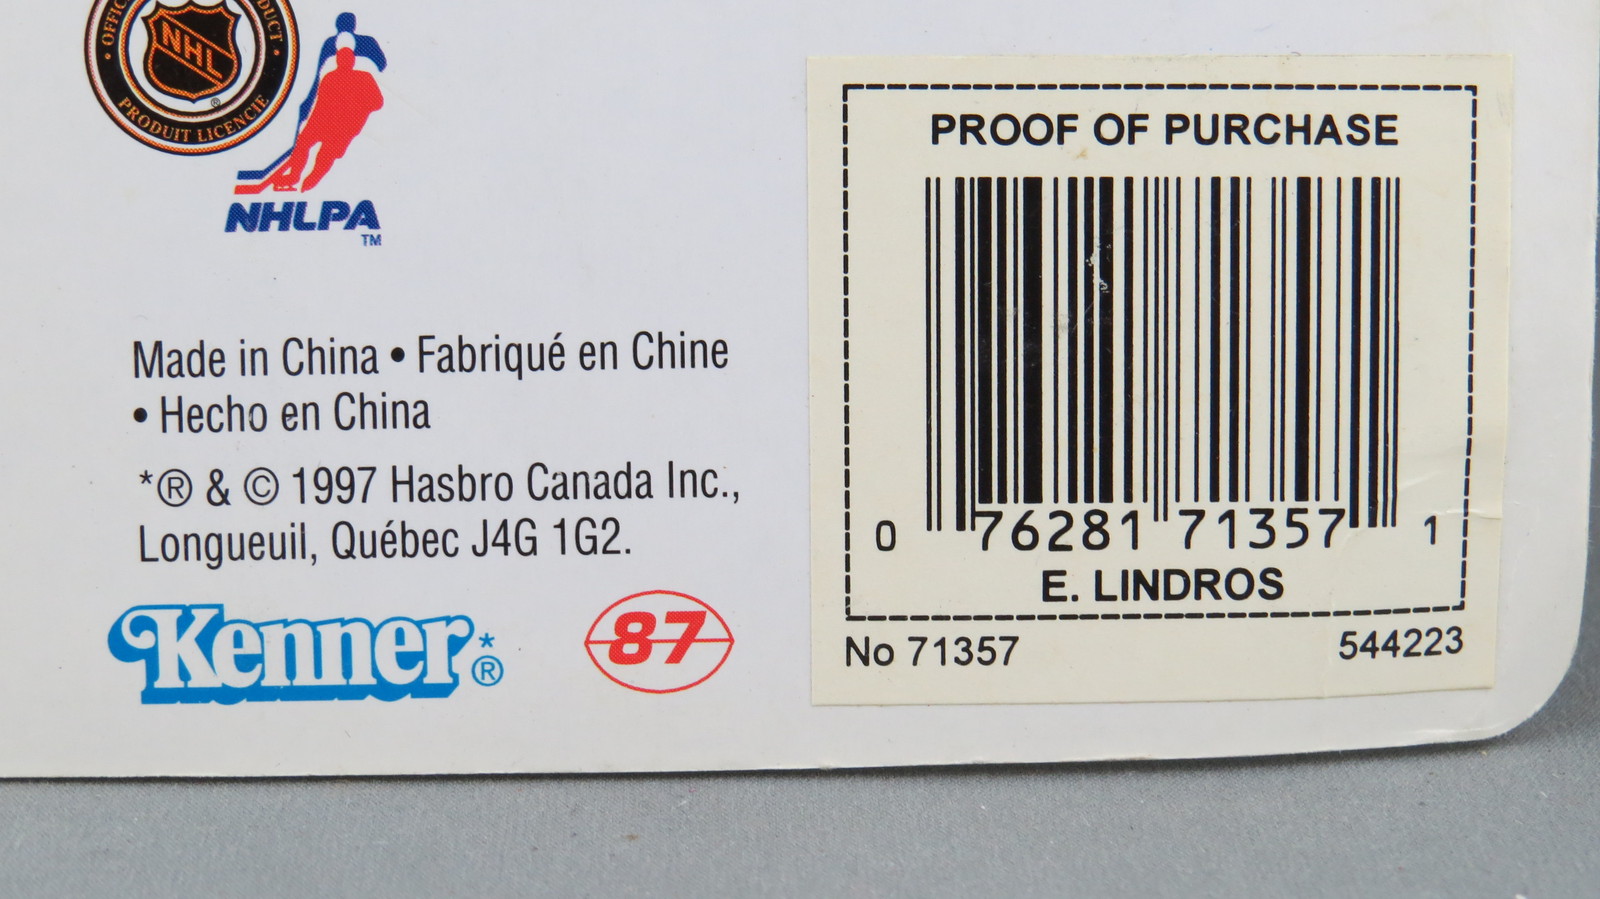 NHL
®
PRODUIT LICENCIE
NHLPA
TM
Made in China • Fabriqué en Chine
• Hecho en China
*® & © 1997 Hasbro Canada Inc.,
Longueuil, Québec J4G 1G2.
Kenner*®
87
PROOF OF PURCHASE
0 76281 71357 1
E. LINDROS
No 71357 544223